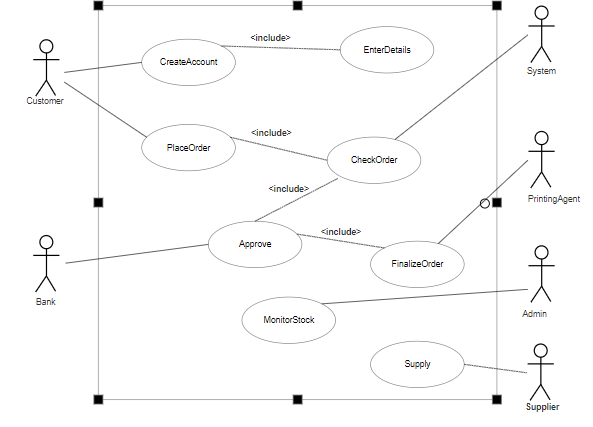 <include>
CreateAccount
EnterDetails
System
Customer
<include>
PlaceOrder
CheckOrder
<include>
PrintingAgent
<include>
Approve
FinalizeOrder
Bank
MonitorStock
Admin
Supply
Supplier